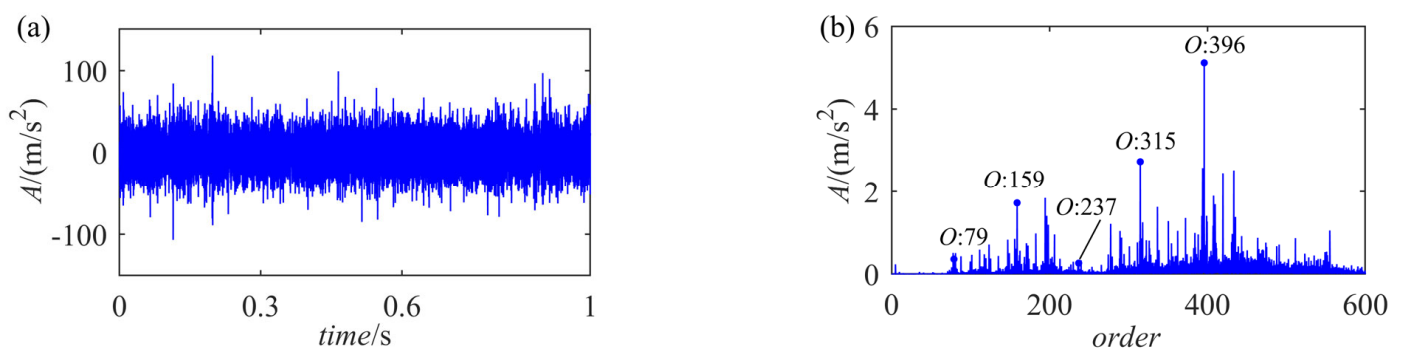 (a)
100
0
-100
A/(m/s²)
0
0.3
0.6
1
time/s
(b)
6
4
2
0
A/(m/s²)
O:79
O:159
O:237
O:315
O:396
0
200
400
600
order